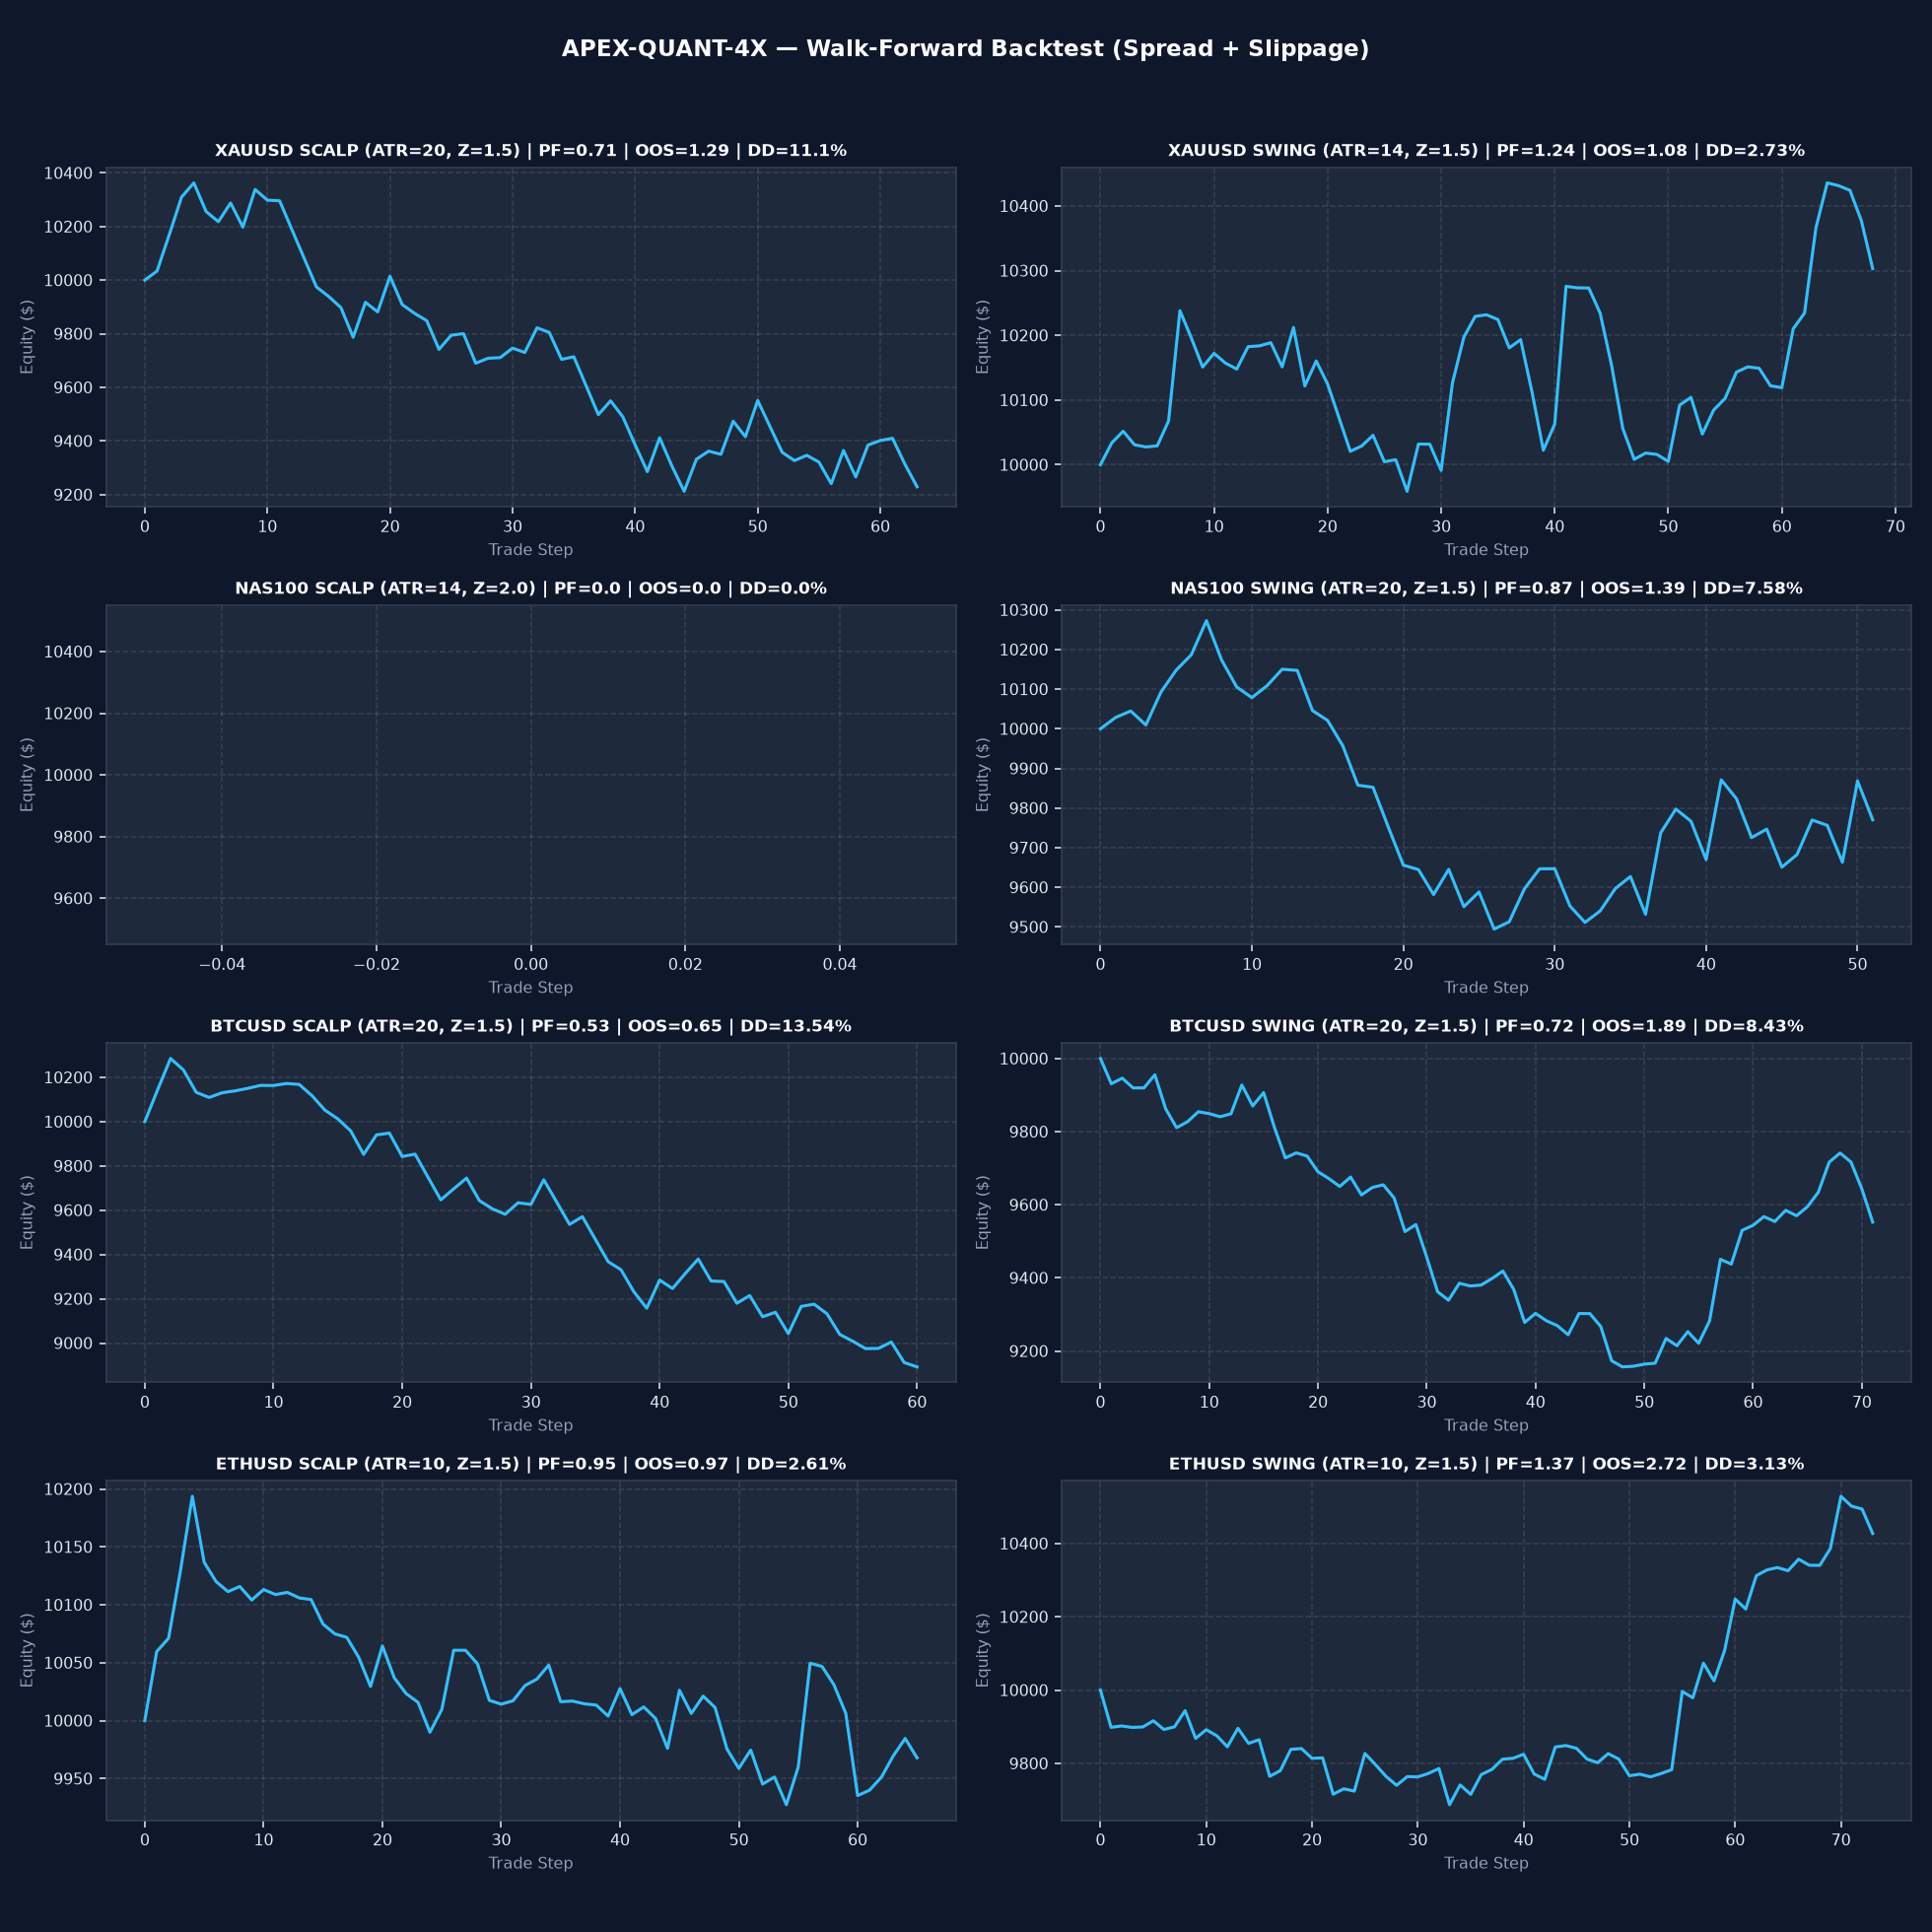 APEX-QUANT-4X — Walk-Forward Backtest (Spread + Slippage)
XAUUSD SCALP (ATR=20, Z=1.5) | PF=0.71 | OOS=1.29 | DD=11.1%
10400
10200
10000
9800
9600
9400
9200
Equity ($)
0 10 20 30 40 50 60
Trade Step
XAUUSD SWING (ATR=14, Z=1.5) | PF=1.24 | OOS=1.08 | DD=2.73%
10400
10300
10200
10100
10000
Equity ($)
0 10 20 30 40 50 60 70
Trade Step
NAS100 SCALP (ATR=14, Z=2.0) | PF=0.0 | OOS=0.0 | DD=0.0%
10400
10200
10000
9800
9600
Equity ($)
−0.04 −0.02 0.00 0.02 0.04
Trade Step
NAS100 SWING (ATR=20, Z=1.5) | PF=0.87 | OOS=1.39 | DD=7.58%
10300
10200
10100
10000
9900
9800
9700
9600
9500
Equity ($)
0 10 20 30 40 50
Trade Step
BTCUSD SCALP (ATR=20, Z=1.5) | PF=0.53 | OOS=0.65 | DD=13.54%
10200
10000
9800
9600
9400
9200
9000
Equity ($)
0 10 20 30 40 50 60
Trade Step
BTCUSD SWING (ATR=20, Z=1.5) | PF=0.72 | OOS=1.89 | DD=8.43%
10000
9800
9600
9400
9200
Equity ($)
0 10 20 30 40 50 60 70
Trade Step
ETHUSD SCALP (ATR=10, Z=1.5) | PF=0.95 | OOS=0.97 | DD=2.61%
10200
10150
10100
10050
10000
9950
Equity ($)
0 10 20 30 40 50 60
Trade Step
ETHUSD SWING (ATR=10, Z=1.5) | PF=1.37 | OOS=2.72 | DD=3.13%
10400
10200
10000
9800
Equity ($)
0 10 20 30 40 50 60 70
Trade Step